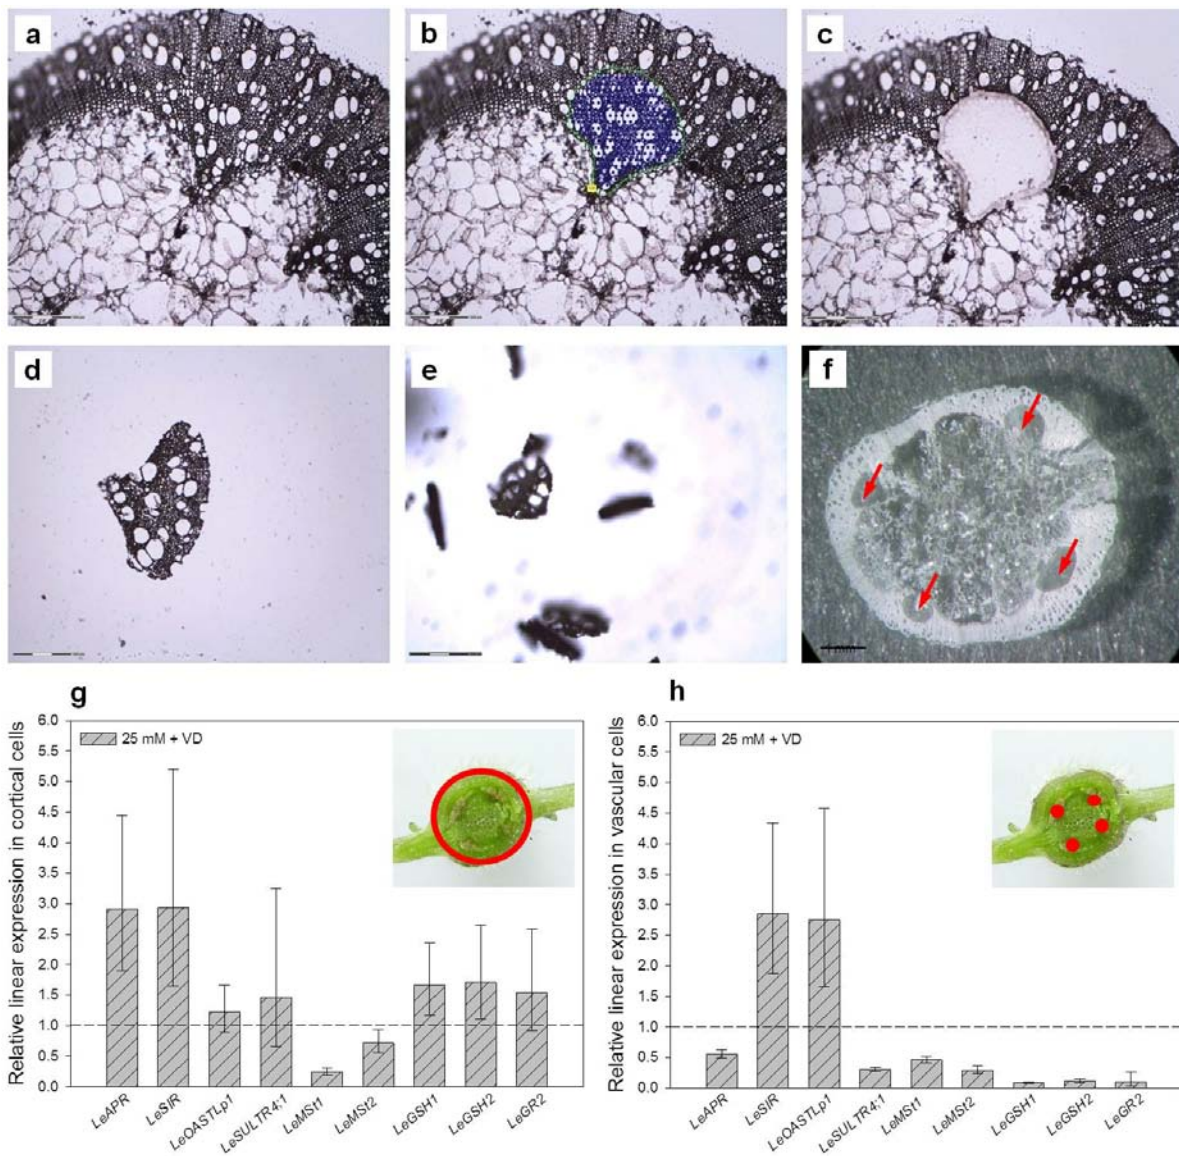 a
b
c
d
e
f
g
Relative linear expression in cortical cells
6.0
5.5
5.0
4.5
4.0
3.5
3.0
2.5
2.0
1.5
1.0
0.5
0.0
25 mM + VD
LeAPR
LeSIR
LeOASTLp1
LeSULTR4;1
LeMSt1
LeMSt2
LeGSH1
LeGSH2
LeGR2
h
Relative linear expression in vascular cells
6.0
5.5
5.0
4.5
4.0
3.5
3.0
2.5
2.0
1.5
1.0
0.5
0.0
25 mM + VD
LeAPR
LeSIR
LeOASTLp1
LeSULTR4;1
LeMSt1
LeMSt2
LeGSH1
LeGSH2
LeGR2